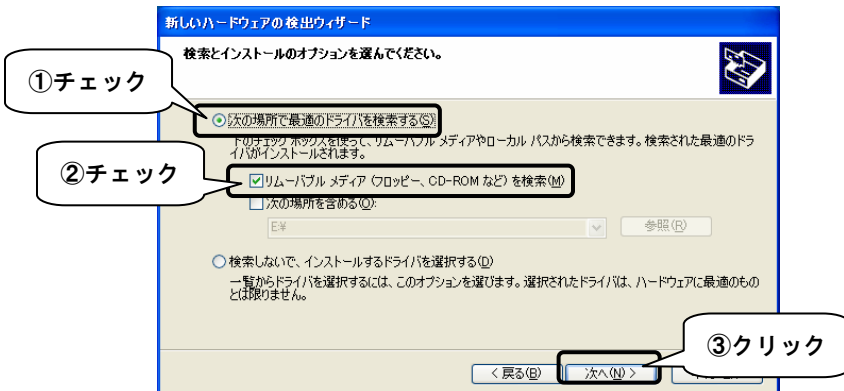 新しいハードウェアの検出ウィザード
検索とインストールのオプションを選んでください。
①チェック
次の場所で最適のドライバを検索する(S)
下のチェック ボックスを使って、リムーバブル メディアやローカル パスから検索できます。検索された最適のドラ
イバがインストールされます。
②チェック
リムーバブル メディア (フロッピー、CD-ROM など) を検索(M)
次の場所を含める(O):
E:¥
参照(R)
検索しないで、インストールするドライバを選択する(D)
一覧からドライバを選択するには、このオプションを選びます。選択されたドライバは、ハードウェアに最適のもの
とは限りません。
③クリック
< 戻る(B)
次へ(N) >